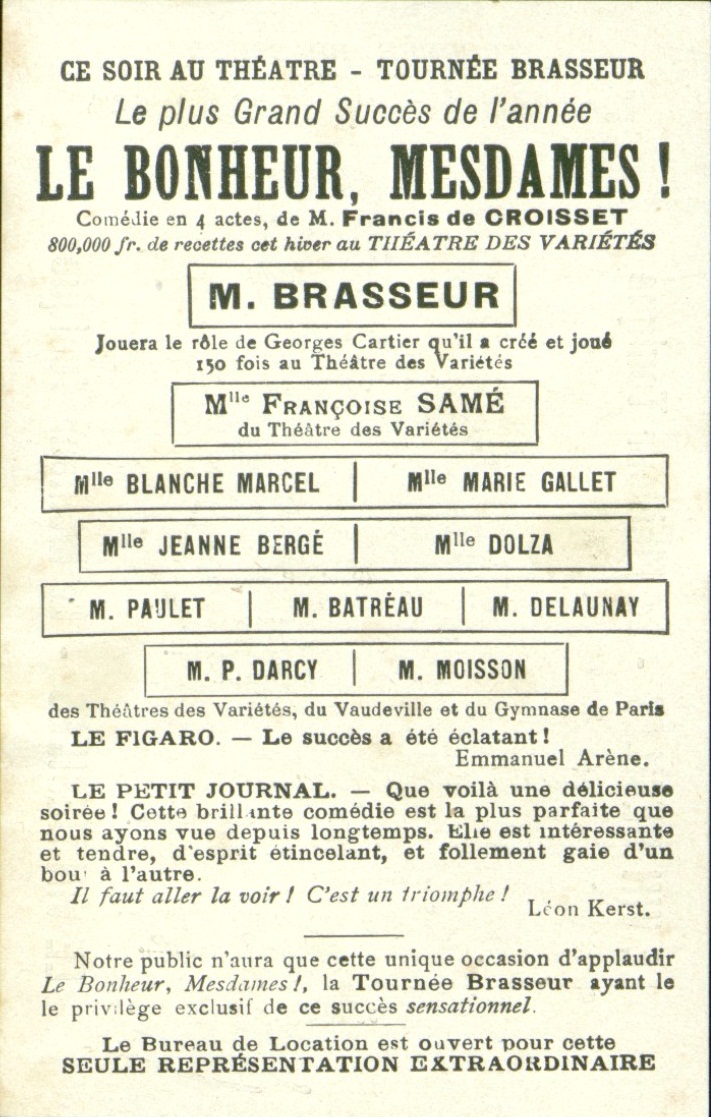 CE SOIR AU THÉATRE - TOURNÉE BRASSEUR
Le plus Grand Succès de l'année
LE BONHEUR, MESDAMES !
Comédie en 4 actes, de M. Francis de CROISSET
800,000 fr. de recettes cet hiver au THÉATRE DES VARIÉTÉS
M. BRASSEUR
Jouera le rôle de Georges Cartier qu'il a créé et joué
150 fois au Théâtre des Variétés
Mlle FRANÇOISE SAMÉ
du Théâtre des Variétés
Mlle BLANCHE MARCEL | Mlle MARIE GALLET
Mlle JEANNE BERGÉ | Mlle DOLZA
M. PAULET | M. BATRÉAU | M. DELAUNAY
M. P. DARCY | M. MOISSON
des Théâtres des Variétés, du Vaudeville et du Gymnase de Paris
LE FIGARO. — Le succès a été éclatant !
Emmanuel Arène.
LE PETIT JOURNAL. — Que voilà une délicieuse
soirée ! Cette brillante comédie est la plus parfaite que
nous ayons vue depuis longtemps. Elle est intéressante
et tendre, d'esprit étincelant, et follement gaie d'un
bout à l'autre.
Il faut aller la voir ! C'est un triomphe !
Léon Kerst.
Notre public n'aura que cette unique occasion d'applaudir
Le Bonheur, Mesdames !, la Tournée Brasseur ayant le
le privilège exclusif de ce succès sensationnel.
Le Bureau de Location est ouvert pour cette
SEULE REPRÉSENTATION EXTRAORDINAIRE